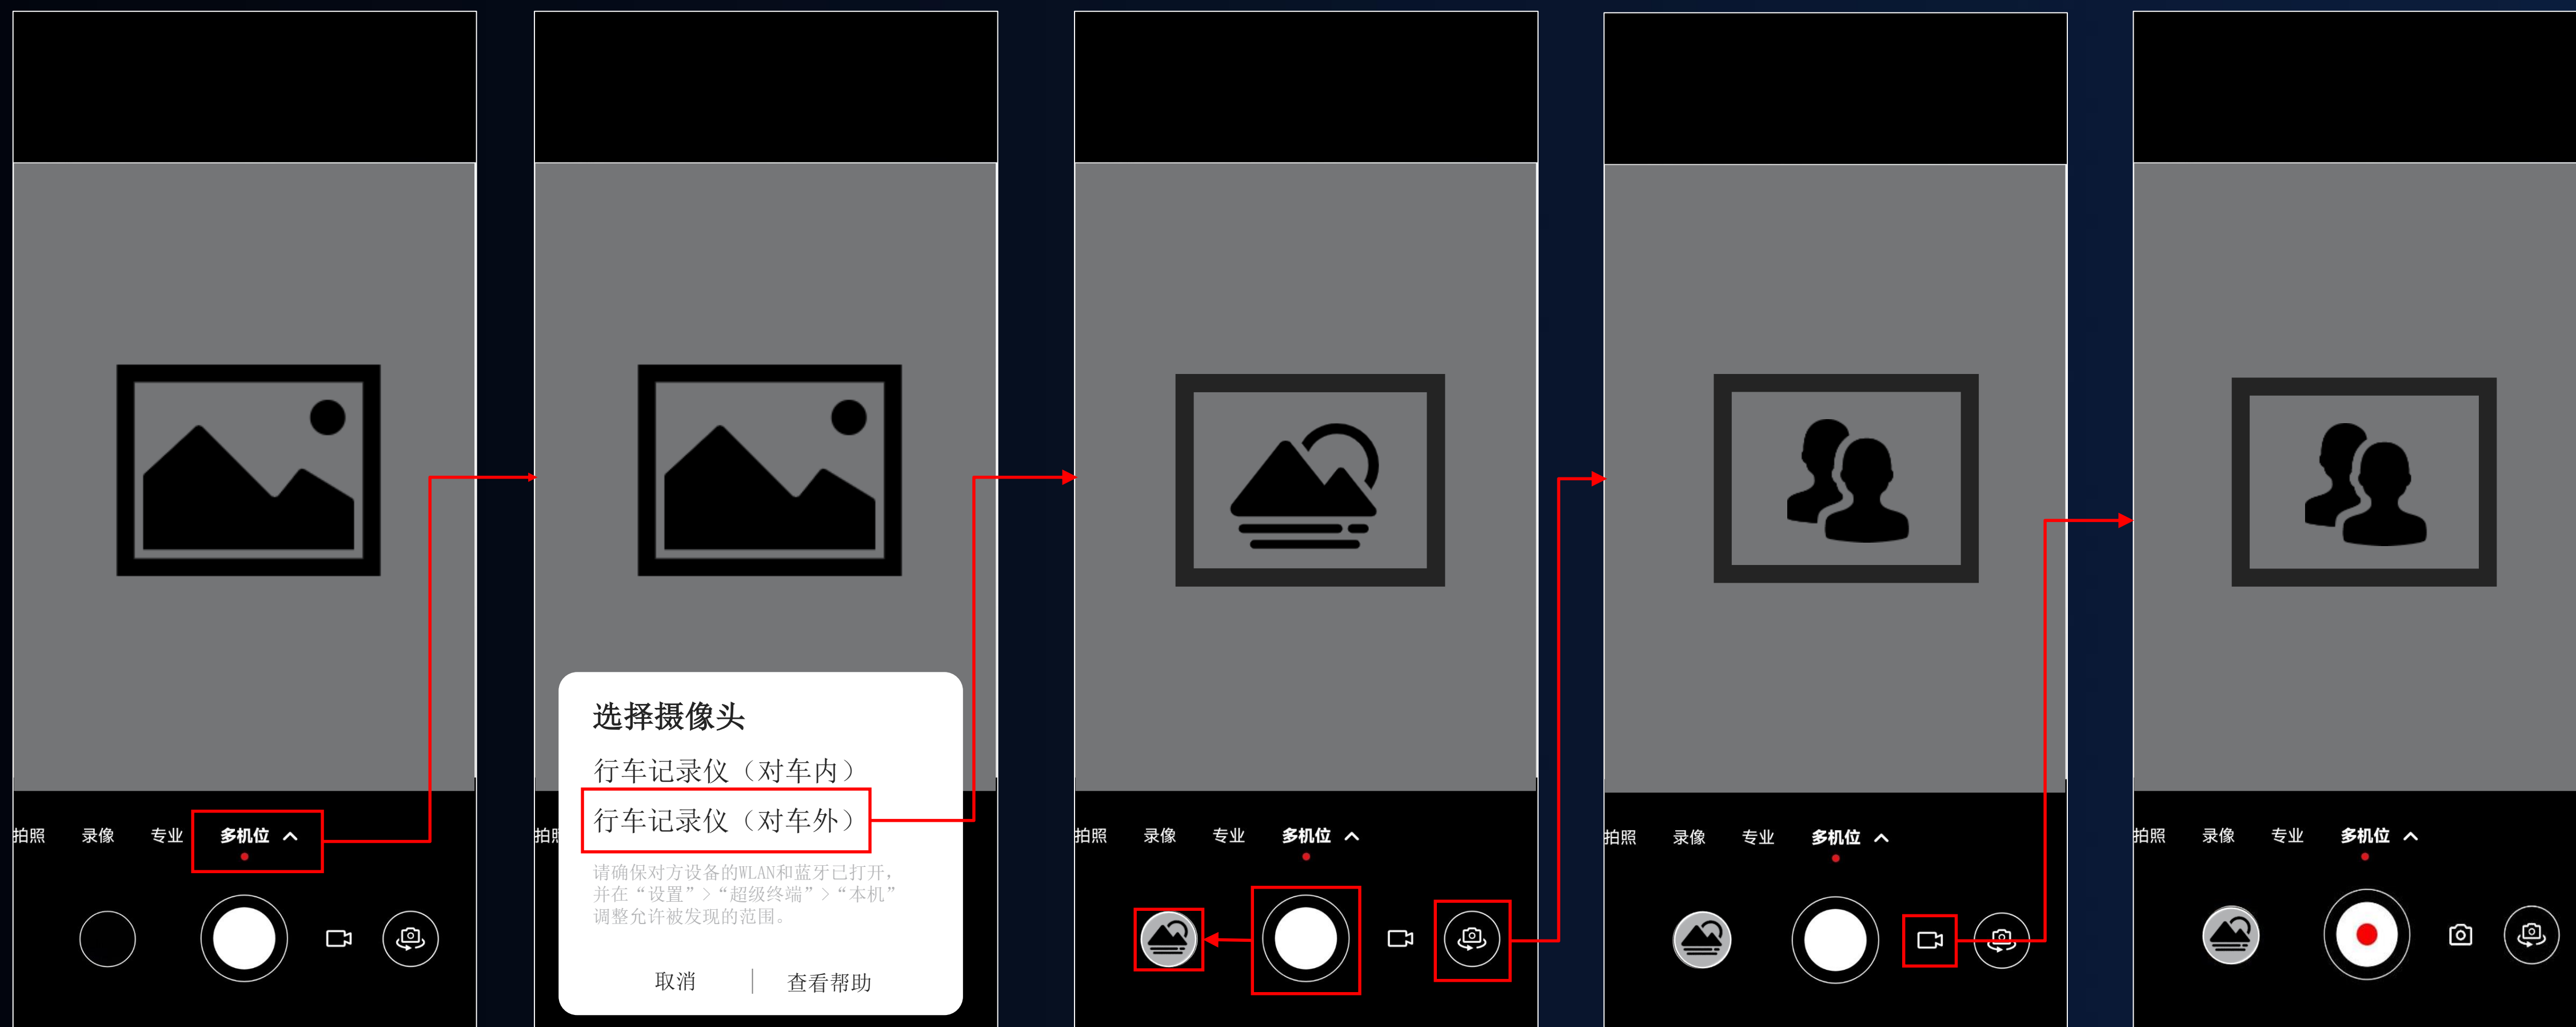 拍照 录像 专业 多机位
选择摄像头
行车记录仪（对车内）
行车记录仪（对车外）
拍照
请确保对方设备的WLAN和蓝牙已打开，
并在“设置”>“超级终端”>“本机”
调整允许被发现的范围。
取消 | 查看帮助
拍照 录像 专业 多机位
拍照 录像 专业 多机位
拍照 录像 专业 多机位